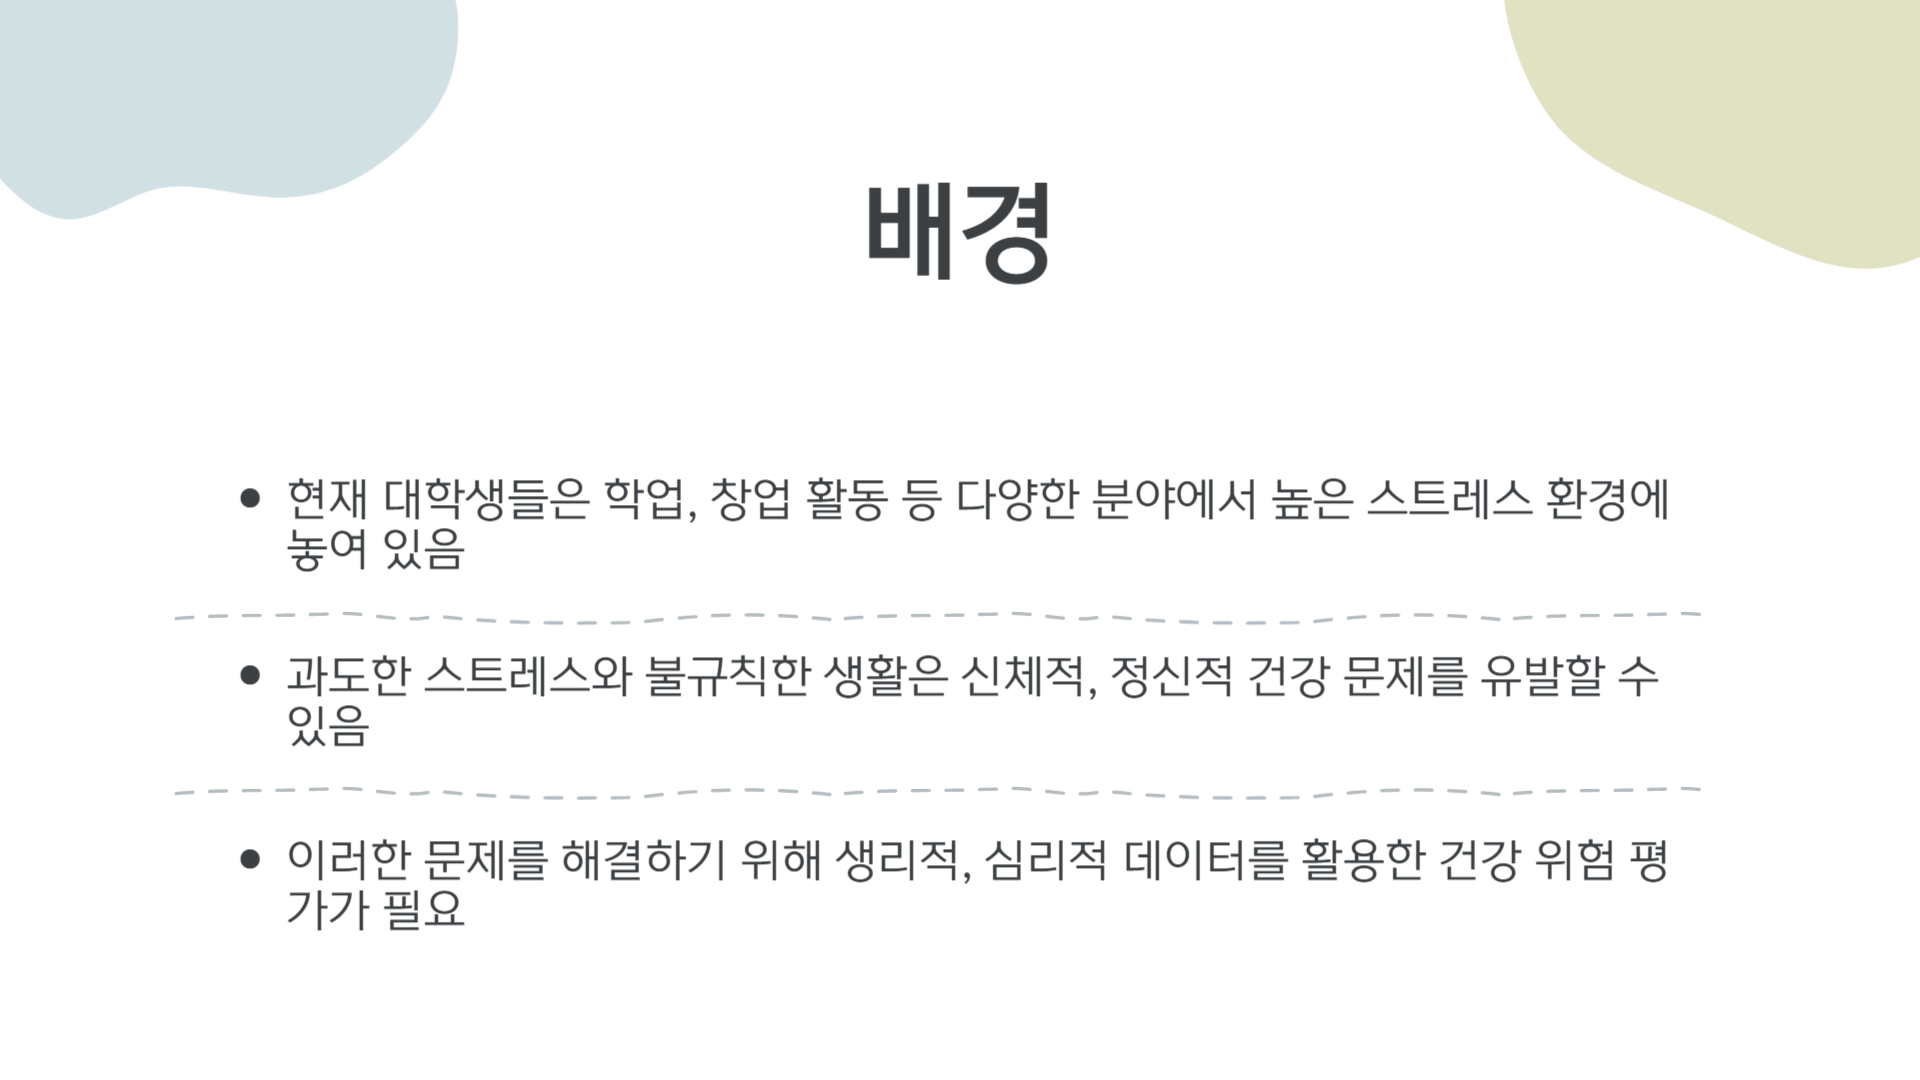 배경
• 현재 대학생들은 학업, 창업 활동 등 다양한 분야에서 높은 스트레스 환경에
놓여 있음
• 과도한 스트레스와 불규칙한 생활은 신체적, 정신적 건강 문제를 유발할 수
있음
• 이러한 문제를 해결하기 위해 생리적, 심리적 데이터를 활용한 건강 위험 평
가가 필요